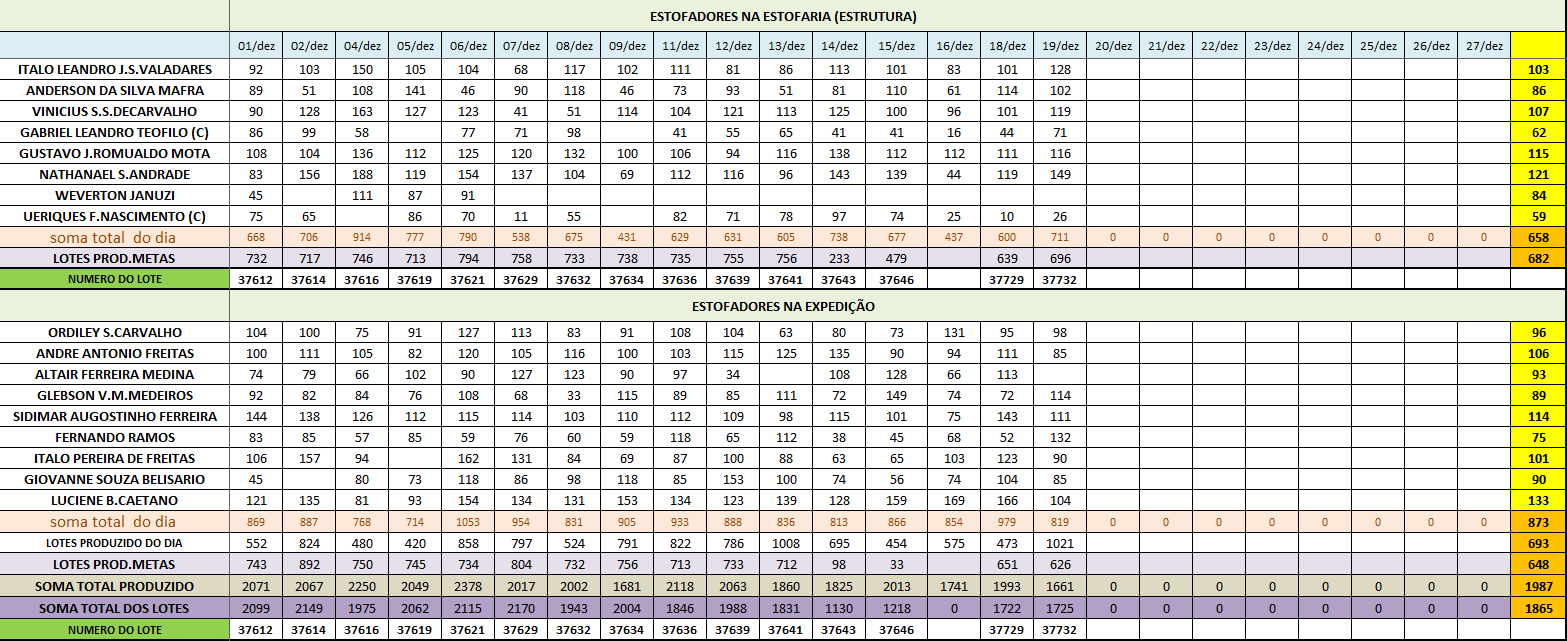 ESTOFADORES NA ESTOFARIA (ESTRUTURA)
01/dez 02/dez 04/dez 05/dez 06/dez 07/dez 08/dez 09/dez 11/dez 12/dez 13/dez 14/dez 15/dez 16/dez 18/dez 19/dez 20/dez 21/dez 22/dez 23/dez 24/dez 25/dez 26/dez 27/dez
ITALO LEANDRO J.S.VALADARES 92 103 150 105 104 68 117 102 111 81 86 113 101 83 101 128 103
ANDERSON DA SILVA MAFRA 89 51 108 141 46 90 118 46 73 93 51 81 110 61 114 102 86
VINICIUS S.S.DECARVALHO 90 128 163 127 123 41 51 114 104 121 113 125 100 96 101 119 107
GABRIEL LEANDRO TEOFILO (C) 86 99 58 77 71 98 41 55 65 41 41 16 44 71 62
GUSTAVO J.ROMUALDO MOTA 108 104 136 112 125 120 132 100 106 94 116 138 112 112 111 116 115
NATHANAEL S.ANDRADE 83 156 188 119 154 137 104 69 112 116 96 143 139 44 119 149 121
WEVERTON JANUZI 45 111 87 91 84
UERIQUES F.NASCIMENTO (C) 75 65 86 70 11 55 82 71 78 97 74 25 10 26 59
soma total do dia 668 706 914 777 790 538 675 431 629 631 605 738 677 437 600 711 0 0 0 0 0 0 0 0 658
LOTES PROD.METAS 732 717 746 713 794 758 733 738 735 755 756 233 479 639 696 682
NUMERO DO LOTE 37612 37614 37616 37619 37621 37629 37632 37634 37636 37639 37641 37643 37646 37729 37732
ESTOFADORES NA EXPEDIÇÃO
ORDILEY S.CARVALHO 104 100 75 91 127 113 83 91 108 104 63 80 73 131 95 98 96
ANDRE ANTONIO FREITAS 100 111 105 82 120 105 116 100 103 115 125 135 90 94 111 85 106
ALTAIR FERREIRA MEDINA 74 79 66 102 90 127 123 90 97 34 108 128 66 113 93
GLEBSON V.M.MEDEIROS 92 82 84 76 108 68 33 115 89 85 111 72 149 74 72 114 89
SIDIMAR AUGOSTINHO FERREIRA 144 138 126 112 115 114 103 110 112 109 98 115 101 75 143 111 114
FERNANDO RAMOS 83 85 57 85 59 76 60 59 118 65 112 38 45 68 52 132 75
ITALO PEREIRA DE FREITAS 106 157 94 162 131 84 69 87 100 88 63 65 103 123 90 101
GIOVANNE SOUZA BELISARIO 45 80 73 118 86 98 118 85 153 100 74 56 74 104 85 90
LUCIENE B.CAETANO 121 135 81 93 154 134 131 153 134 123 139 128 159 169 166 104 133
soma total do dia 869 887 768 714 1053 954 831 905 933 888 836 813 866 854 979 819 0 0 0 0 0 0 0 0 873
LOTES PRODUZIDO DO DIA 552 824 480 420 858 797 524 791 822 786 1008 695 454 575 473 1021 693
LOTES PROD.METAS 743 892 750 745 734 804 732 756 713 733 712 98 33 651 626 648
SOMA TOTAL PRODUZIDO 2071 2067 2250 2049 2378 2017 2002 1681 2118 2063 1860 1825 2013 1741 1993 1661 0 0 0 0 0 0 0 0 1987
SOMA TOTAL DOS LOTES 2099 2149 1975 2062 2115 2170 1943 2004 1846 1988 1831 1130 1218 0 1722 1725 0 0 0 0 0 0 0 0 1865
NUMERO DO LOTE 37612 37614 37616 37619 37621 37629 37632 37634 37636 37639 37641 37643 37646 37729 37732